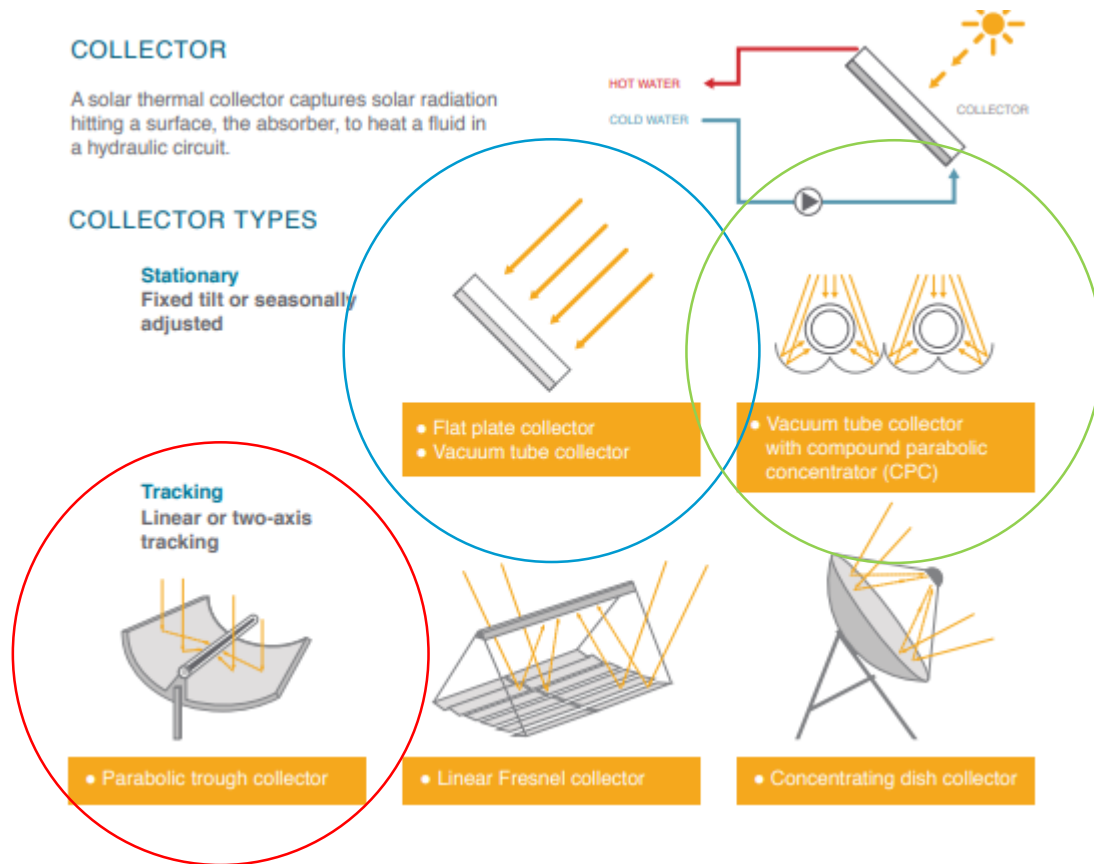 COLLECTOR
A solar thermal collector captures solar radiation
hitting a surface, the absorber, to heat a fluid in
a hydraulic circuit.
HOT WATER
COLD WATER
COLLECTOR
COLLECTOR TYPES
Stationary
Fixed tilt or seasonally
adjusted
● Flat plate collector
● Vacuum tube collector
● Vacuum tube collector
with compound parabolic
concentrator (CPC)
Tracking
Linear or two-axis
tracking
● Parabolic trough collector
● Linear Fresnel collector
● Concentrating dish collector